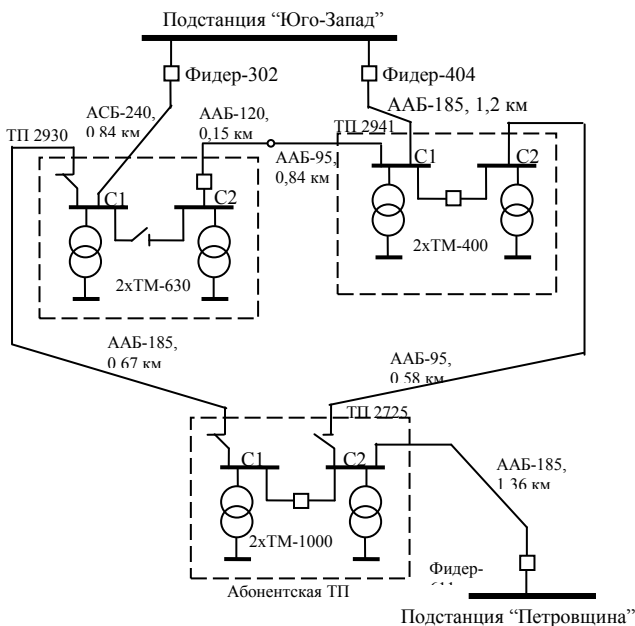 Подстанция “Юго-Запад”
Фидер-302
Фидер-404
АСБ-240,
0,84 км
ААБ-120,
0,15 км
ААБ-185, 1,2 км
ТП 2930
ТП 2941
ААБ-95,
0,84 км
С1
С2
С1
С2
2хТМ-630
2хТМ-400
ААБ-185,
0,67 км
ААБ-95,
0,58 км
ТП 2725
С1
С2
ААБ-185,
1,36 км
2хТМ-1000
Фидер-
Абонентская ТП
Подстанция “Петровщина”